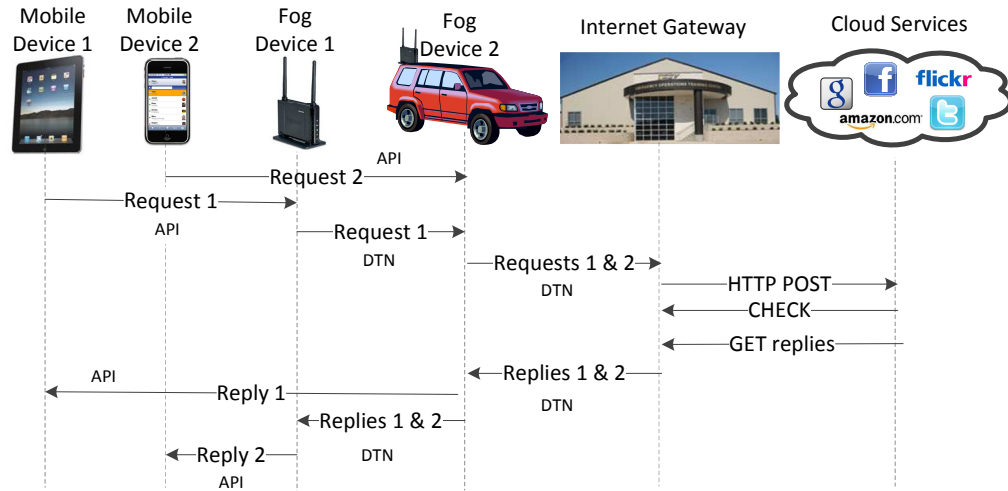 Mobile
Device 1
Mobile
Device 2
Fog
Device 1
Fog
Device 2
Internet Gateway
Cloud Services
g
f
flickr
amazon.com
t
API
Request 2
Request 1
API
Request 1
DTN
Requests 1 & 2
DTN
HTTP POST
CHECK
GET replies
Replies 1 & 2
DTN
API
Reply 1
Replies 1 & 2
DTN
Reply 2
API